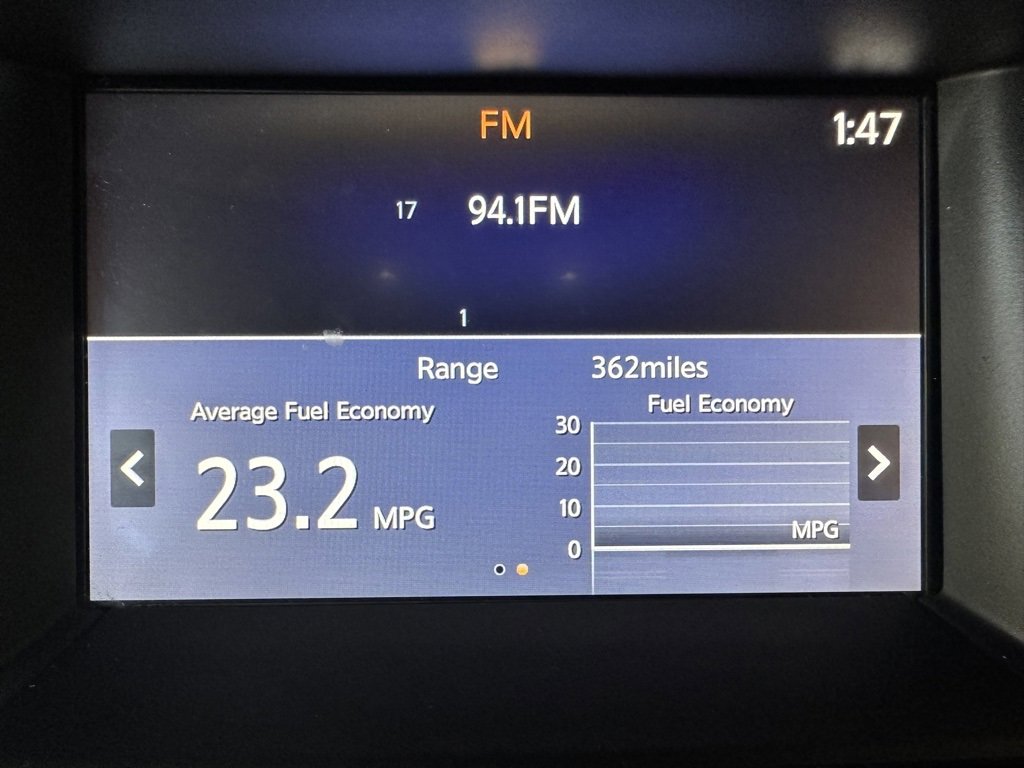 FM
1:47
17 94.1FM
1
Range 362miles
Average Fuel Economy
Fuel Economy
23.2 MPG
30
20
10
0
MPG